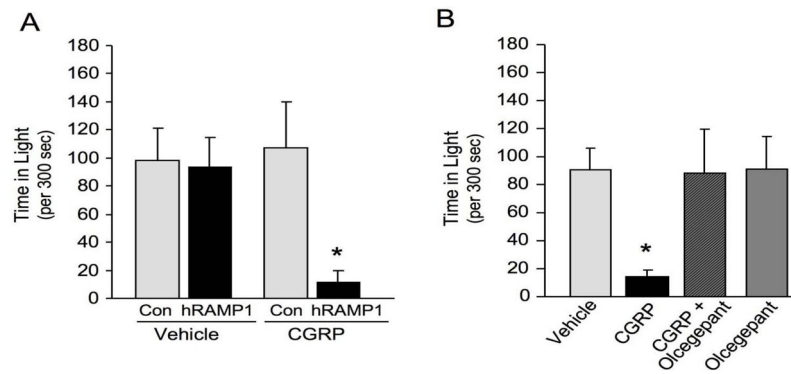 A
Time in Light
(per 300 sec)
180
160
140
120
100
80
60
40
20
0
*
Con hRAMP1 Con hRAMP1
Vehicle CGRP
B
Time in Light
(per 300 sec)
180
160
140
120
100
80
60
40
20
0
*
Vehicle
CGRP
CGRP +
Olcegepant
Olcegepant